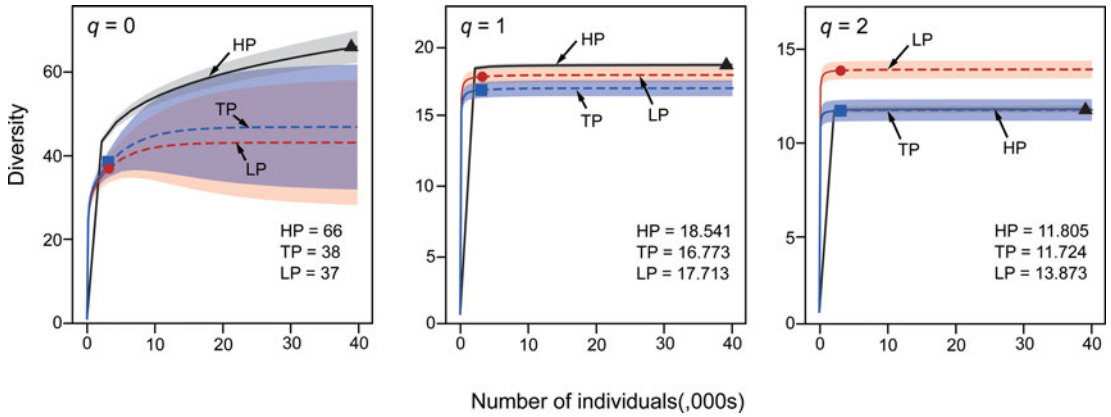 Diversity
q = 0
60
40
20
0
HP
TP
LP
HP = 66
TP = 38
LP = 37
0 10 20 30 40
q = 1
20
15
10
5
0
HP
LP
TP
HP = 18.541
TP = 16.773
LP = 17.713
0 10 20 30 40
q = 2
15
10
5
0
LP
TP
HP
HP = 11.805
TP = 11.724
LP = 13.873
0 10 20 30 40
Number of individuals(,000s)